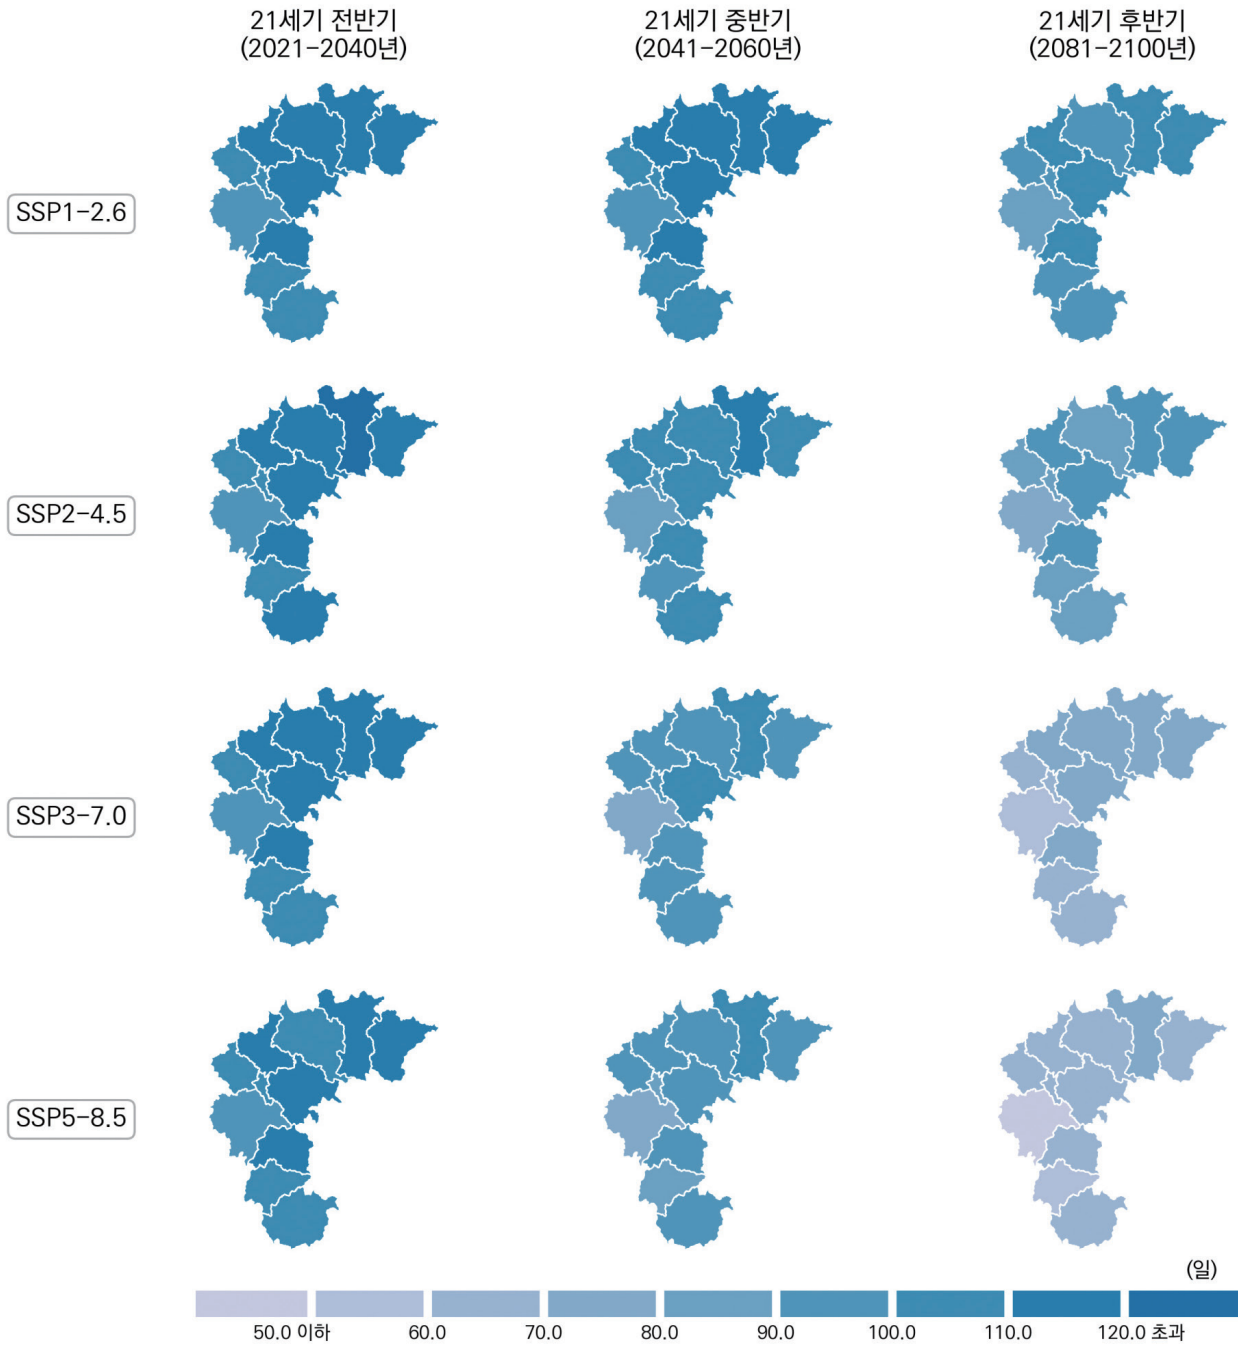 21세기 전반기
(2021-2040년)
21세기 중반기
(2041-2060년)
21세기 후반기
(2081-2100년)
SSP1-2.6
SSP2-4.5
SSP3-7.0
SSP5-8.5
(일)
50.0 이하 60.0 70.0 80.0 90.0 100.0 110.0 120.0 초과